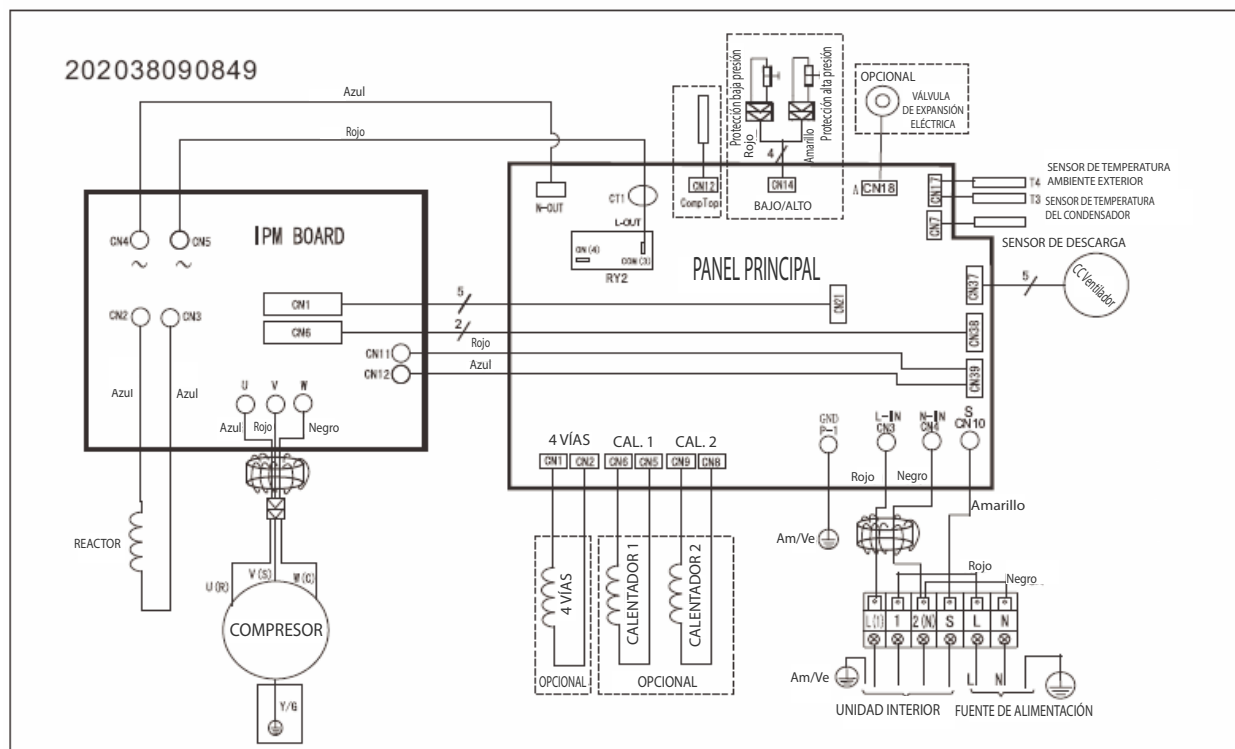 202038090849
Azul
Rojo
Protección baja presión
Rojo
Amarillo
Protección alta presión
4
CN14
BAJO/ALTO
CN12
CompTop
OPCIONAL
VÁLVULA
DE EXPANSIÓN
ELÉCTRICA
A CN18
CN17
T4
T3
SENSOR DE TEMPERATURA
AMBIENTE EXTERIOR
SENSOR DE TEMPERATURA
DEL CONDENSADOR
CN7
SENSOR DE DESCARGA
N-OUT
CT1
L-OUT
ON (4)
CON (3)
RY2
PANEL PRINCIPAL
CN37
5
CC Ventilador
CN21
CN38
CN39
IPM BOARD
CN4
CN5
~
~
CN2
CN3
CN1
5
CN6
2
CN11
Rojo
CN12
Azul
Azul
Azul
U
V
W
Azul
Rojo
Negro
REACTOR
U (R)
V (S)
W (C)
COMPRESOR
Y/G
4 VÍAS
CAL. 1
CAL. 2
CN1
CN2
CN6
CN5
CN9
CN8
4 VÍAS
CALENTADOR 1
CALENTADOR 2
OPCIONAL
OPCIONAL
GND
P-1
L-IN
CN3
N-IN
CN4
S
CN10
Rojo
Negro
Amarillo
Am/Ve
Rojo
Negro
L(1)
1
2(N)
S
L
N
Am/Ve
L
N
UNIDAD INTERIOR
FUENTE DE ALIMENTACIÓN